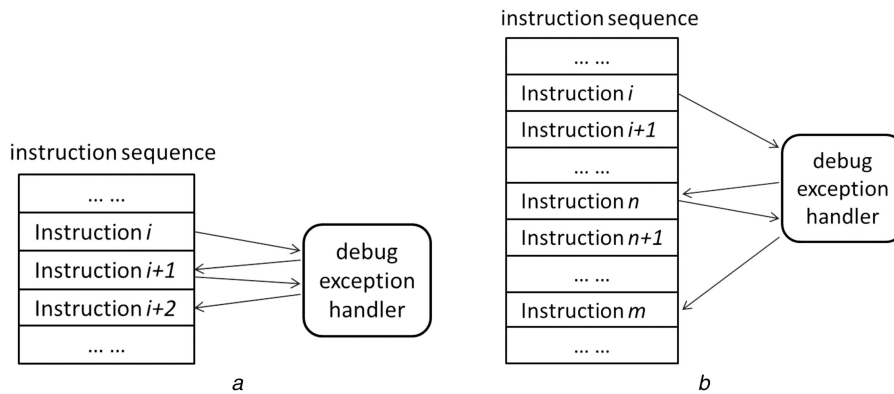 instruction sequence
... ...
Instruction i
Instruction i+1
Instruction i+2
... ...
debug
exception
handler
a
instruction sequence
... ...
Instruction i
Instruction i+1
... ...
Instruction n
Instruction n+1
... ...
Instruction m
... ...
debug
exception
handler
b